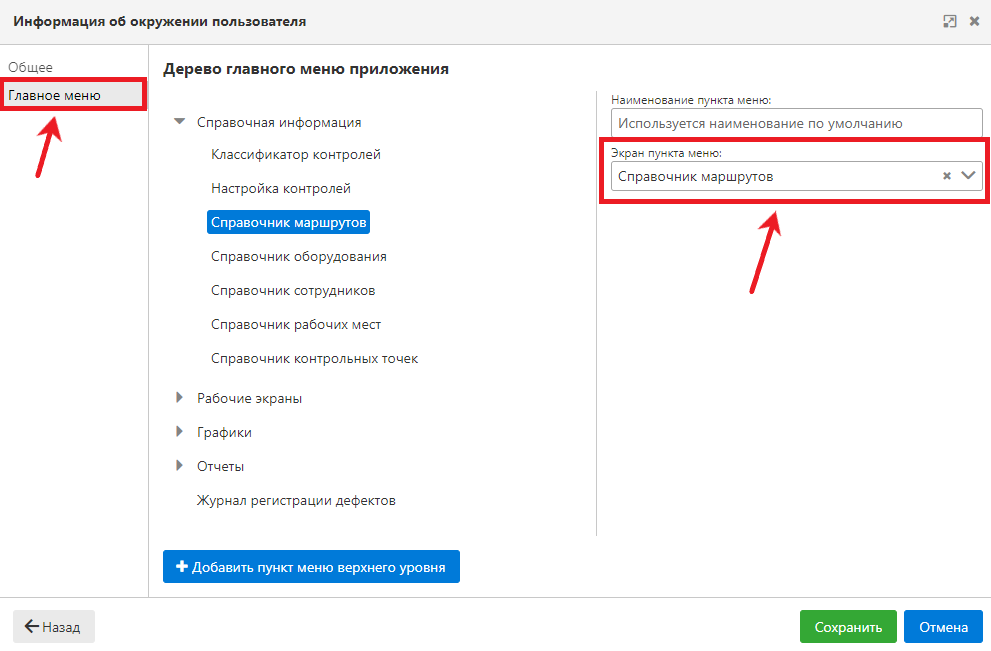 Информация об окружении пользователя
Общее
Главное меню
Дерево главного меню приложения
Справочная информация
Классификатор контролей
Настройка контролей
Справочник маршрутов
Справочник оборудования
Справочник сотрудников
Справочник рабочих мест
Справочник контрольных точек
Рабочие экраны
Графики
Отчеты
Журнал регистрации дефектов
Добавить пункт меню верхнего уровня
Наименование пункта меню:
Используется наименование по умолчанию
Экран пункта меню:
Справочник маршрутов
Назад
Сохранить
Отмена